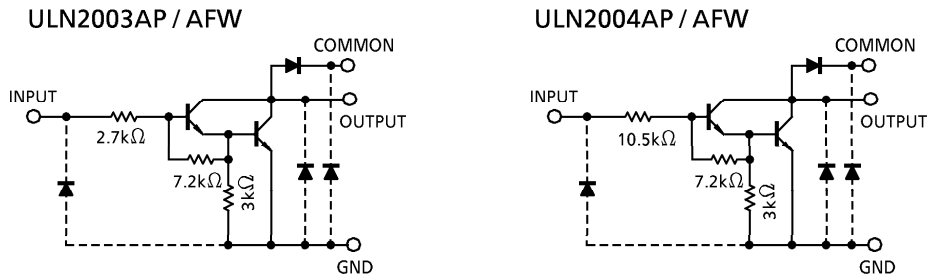 ULN2003AP / AFW
COMMON
INPUT
OUTPUT
2.7kΩ
7.2kΩ
3kΩ
GND
ULN2004AP / AFW
COMMON
INPUT
OUTPUT
10.5kΩ
7.2kΩ
3kΩ
GND